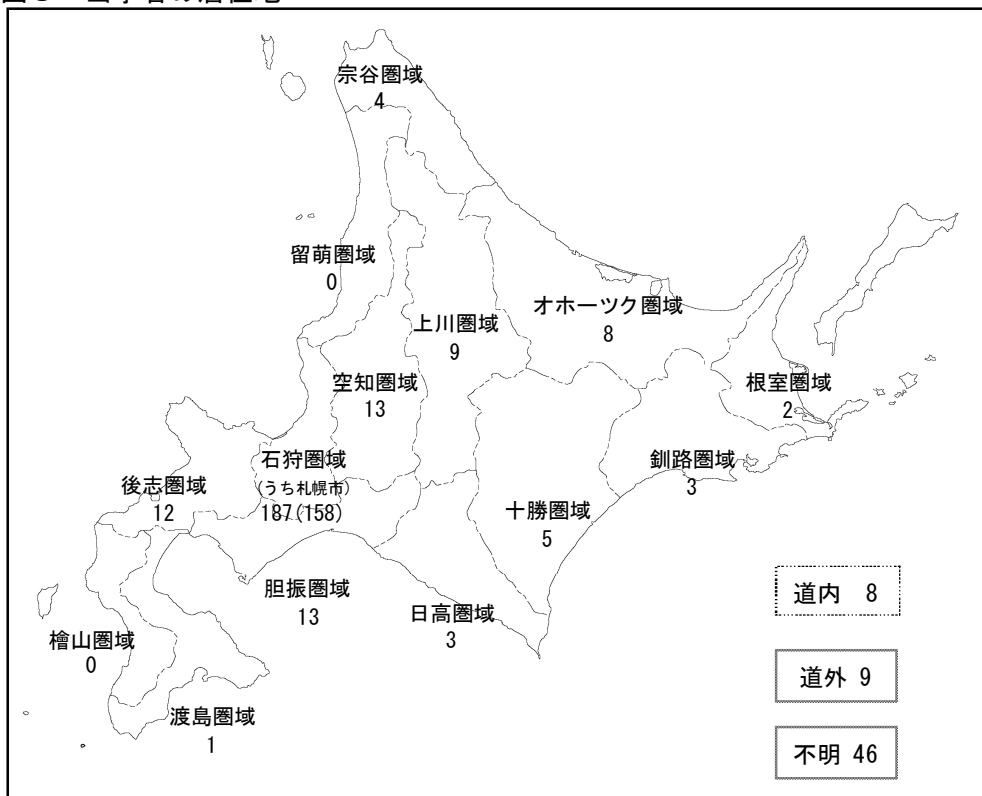 宗谷圏域
4
留萌圏域
0
オホーツク圏域
8
上川圏域
9
空知圏域
13
根室圏域
2
石狩圏域
(うち札幌市)
187(158)
釧路圏域
3
後志圏域
12
十勝圏域
5
胆振圏域
13
日高圏域
3
檜山圏域
0
渡島圏域
1
道内 8
道外 9
不明 46